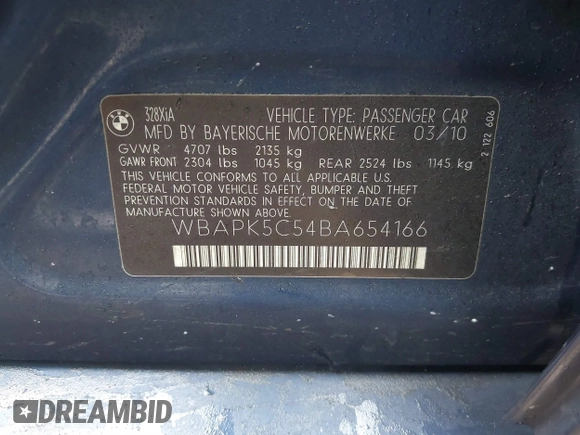 328XiA VEHICLE TYPE: PASSENGER CAR
MFD BY BAYERISCHE MOTORENWERKE 03/10
GVWR 4707 lbs 2135 kg
GAWR FRONT 2304 lbs 1045 kg REAR 2524 lbs 1145 kg
THIS VEHICLE CONFORMS TO ALL APPLICABLE U.S.
FEDERAL MOTOR VEHICLE SAFETY, BUMPER AND THEFT
PREVENTION STANDARDS IN EFFECT ON THE DATE OF
MANUFACTURE SHOWN ABOVE.
WBAPK5C54BA654166
2 122 606
BMW
DREAMBID